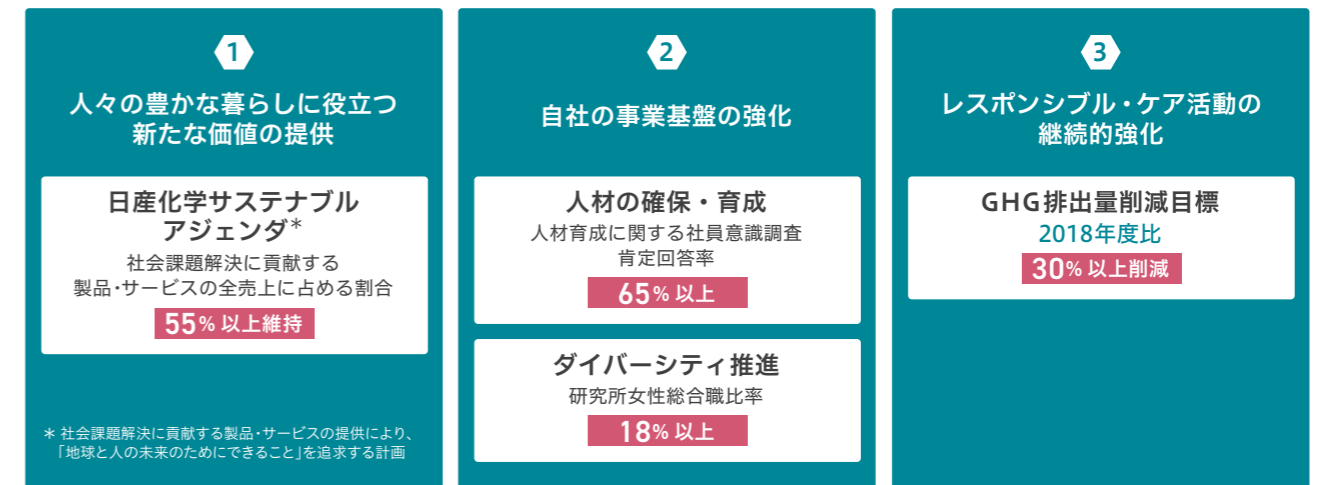 1
人々の豊かな暮らしに役立つ
新たな価値の提供
日産化学サステナブル
アジェンダ＊
社会課題解決に貢献する
製品・サービスの全売上に占める割合
55%以上維持
＊社会課題解決に貢献する製品・サービスの提供により、
「地球と人の未来のためにできること」を追求する計画
2
自社の事業基盤の強化
人材の確保・育成
人材育成に関する社員意識調査
肯定回答率
65%以上
ダイバーシティ推進
研究所女性総合職比率
18%以上
3
レスポンシブル・ケア活動の
継続的強化
GHG排出量削減目標
2018年度比
30%以上削減